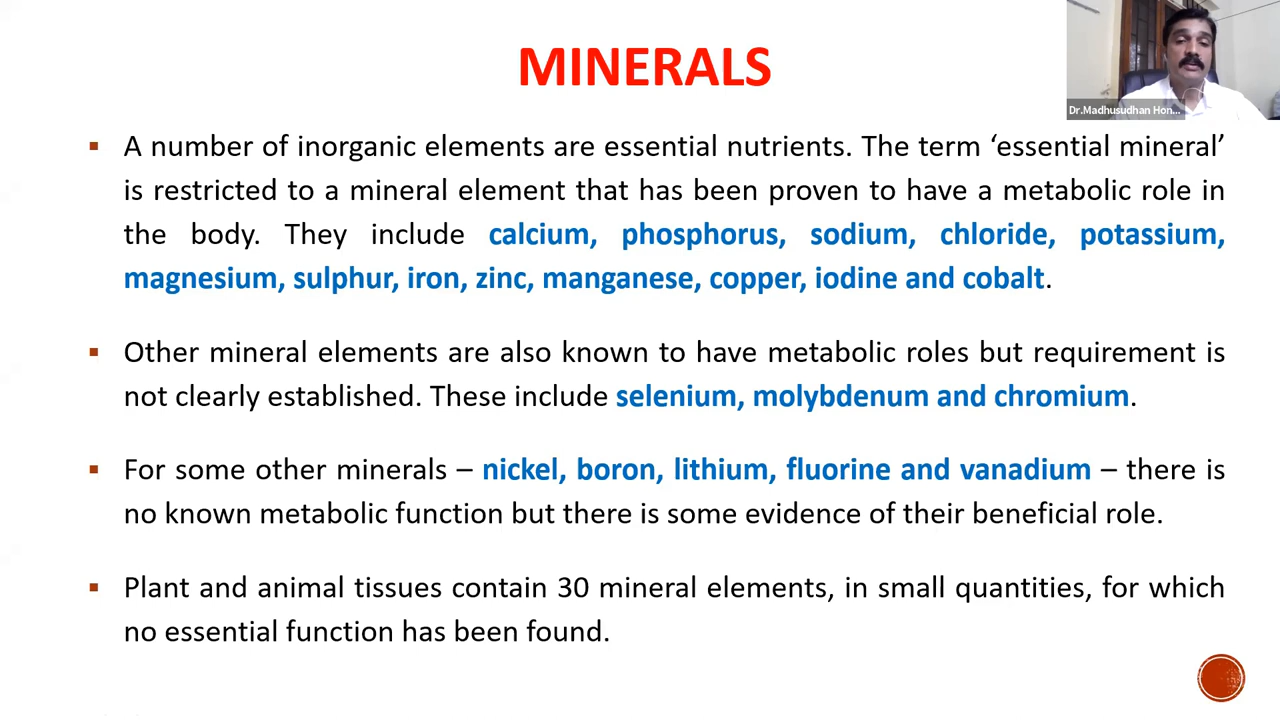 MINERALS
Dr.Madhusudhan Hon...
▪ A number of inorganic elements are essential nutrients. The term ‘essential mineral’
is restricted to a mineral element that has been proven to have a metabolic role in
the body. They include calcium, phosphorus, sodium, chloride, potassium,
magnesium, sulphur, iron, zinc, manganese, copper, iodine and cobalt.
▪ Other mineral elements are also known to have metabolic roles but requirement is
not clearly established. These include selenium, molybdenum and chromium.
▪ For some other minerals – nickel, boron, lithium, fluorine and vanadium – there is
no known metabolic function but there is some evidence of their beneficial role.
▪ Plant and animal tissues contain 30 mineral elements, in small quantities, for which
no essential function has been found.